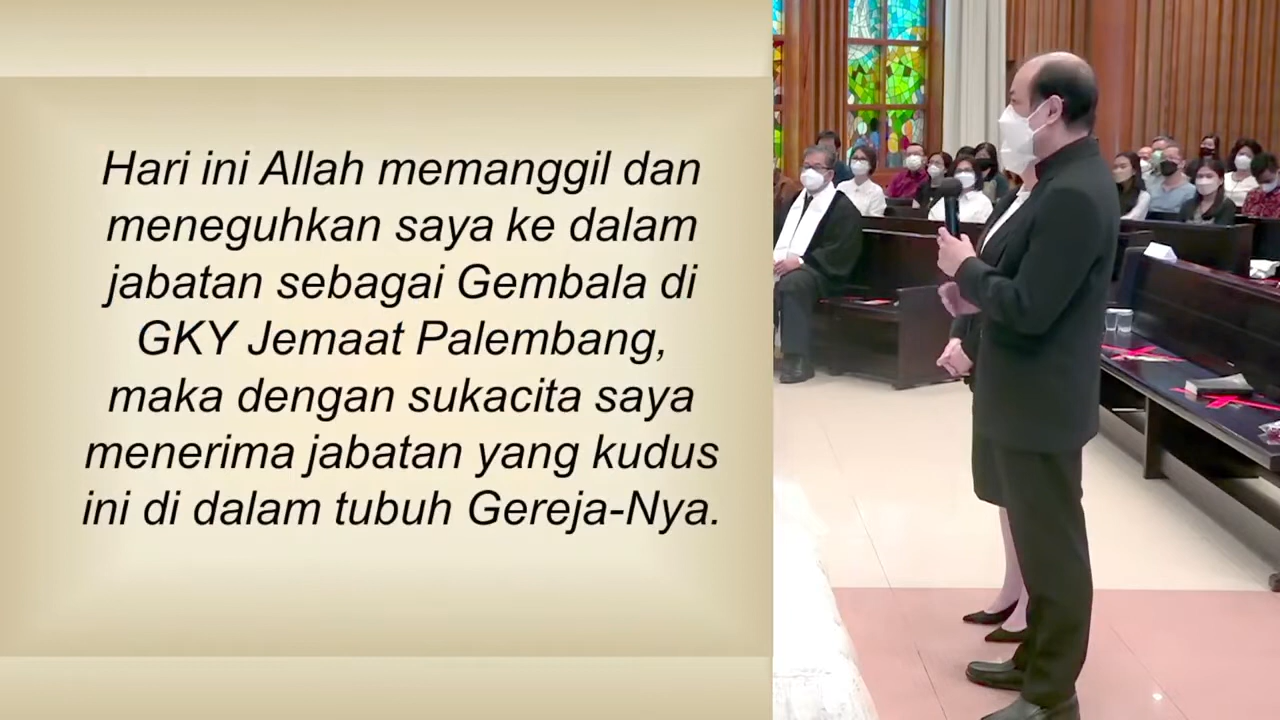 Hari ini Allah memanggil dan
meneguhkan saya ke dalam
jabatan sebagai Gembala di
GKY Jemaat Palembang,
maka dengan sukacita saya
menerima jabatan yang kudus
ini di dalam tubuh Gereja-Nya.